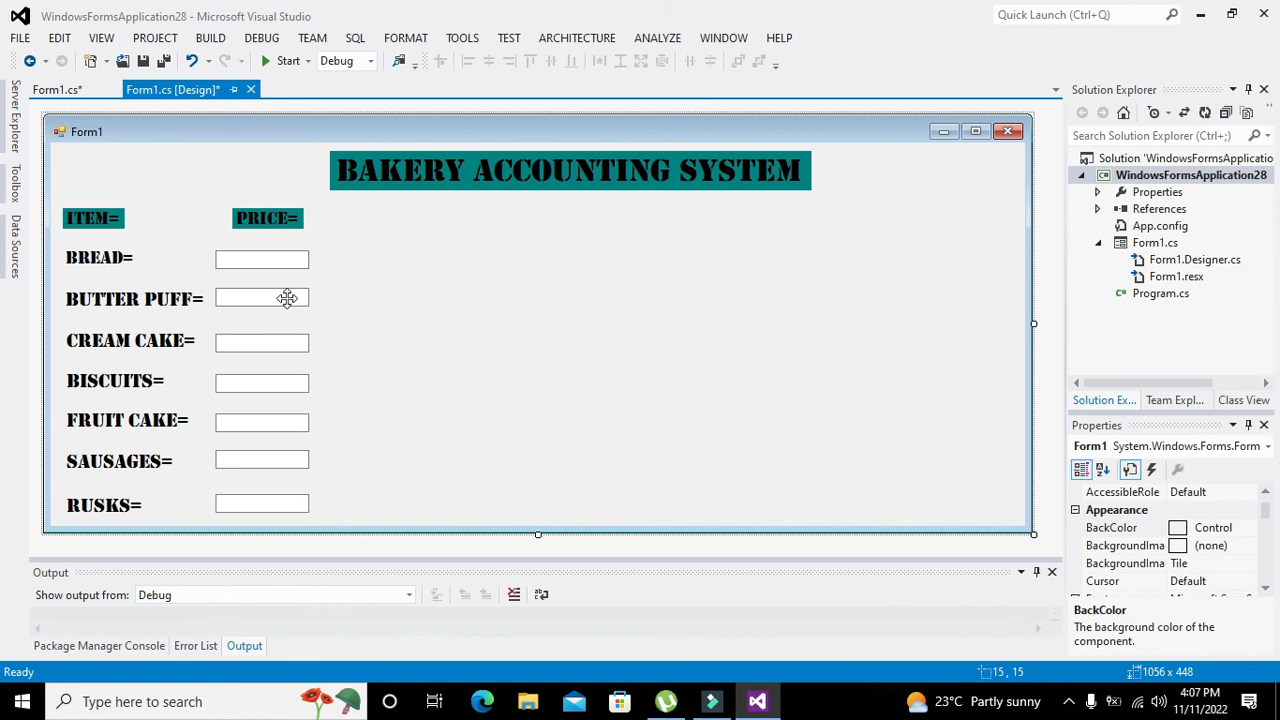 WindowsFormsApplication28 - Microsoft Visual Studio
Quick Launch (Ctrl+Q)
FILE EDIT VIEW PROJECT BUILD DEBUG TEAM SQL FORMAT TOOLS TEST ARCHITECTURE ANALYZE WINDOW HELP
Start Debug
Form1.cs* Form1.cs [Design]*
Server Explorer
Toolbox
Data Sources
Form1
BAKERY ACCOUNTING SYSTEM
ITEM= PRICE=
BREAD=
BUTTER PUFF=
CREAM CAKE=
BISCUITS=
FRUIT CAKE=
SAUSAGES=
RUSKS=
Solution Explorer
Search Solution Explorer (Ctrl+;)
Solution 'WindowsFormsApplicatio
WindowsFormsApplication28
Properties
References
App.config
Form1.cs
Form1.Designer.cs
Form1.resx
Program.cs
Solution Ex... Team Expl... Class View
Properties
Form1 System.Windows.Forms.Form
AccessibleRole Default
Appearance
BackColor Control
BackgroundIma (none)
BackgroundIma Tile
Cursor Default
BackColor
The background color of the
component.
Output
Show output from: Debug
Package Manager Console Error List Output
Ready 15 , 15 1056 x 448
Type here to search
23°C Partly sunny
4:07 PM
11/11/2022